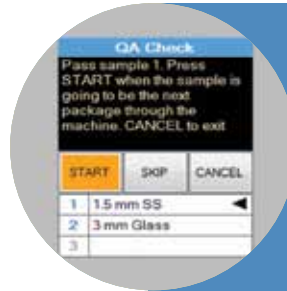 QA Check
Pass sample 1. Press
START when the sample is
going to be the next
package through the
machine. CANCEL to exit
START SKIP CANCEL
1 1.5 mm SS
2 3 mm Glass
3